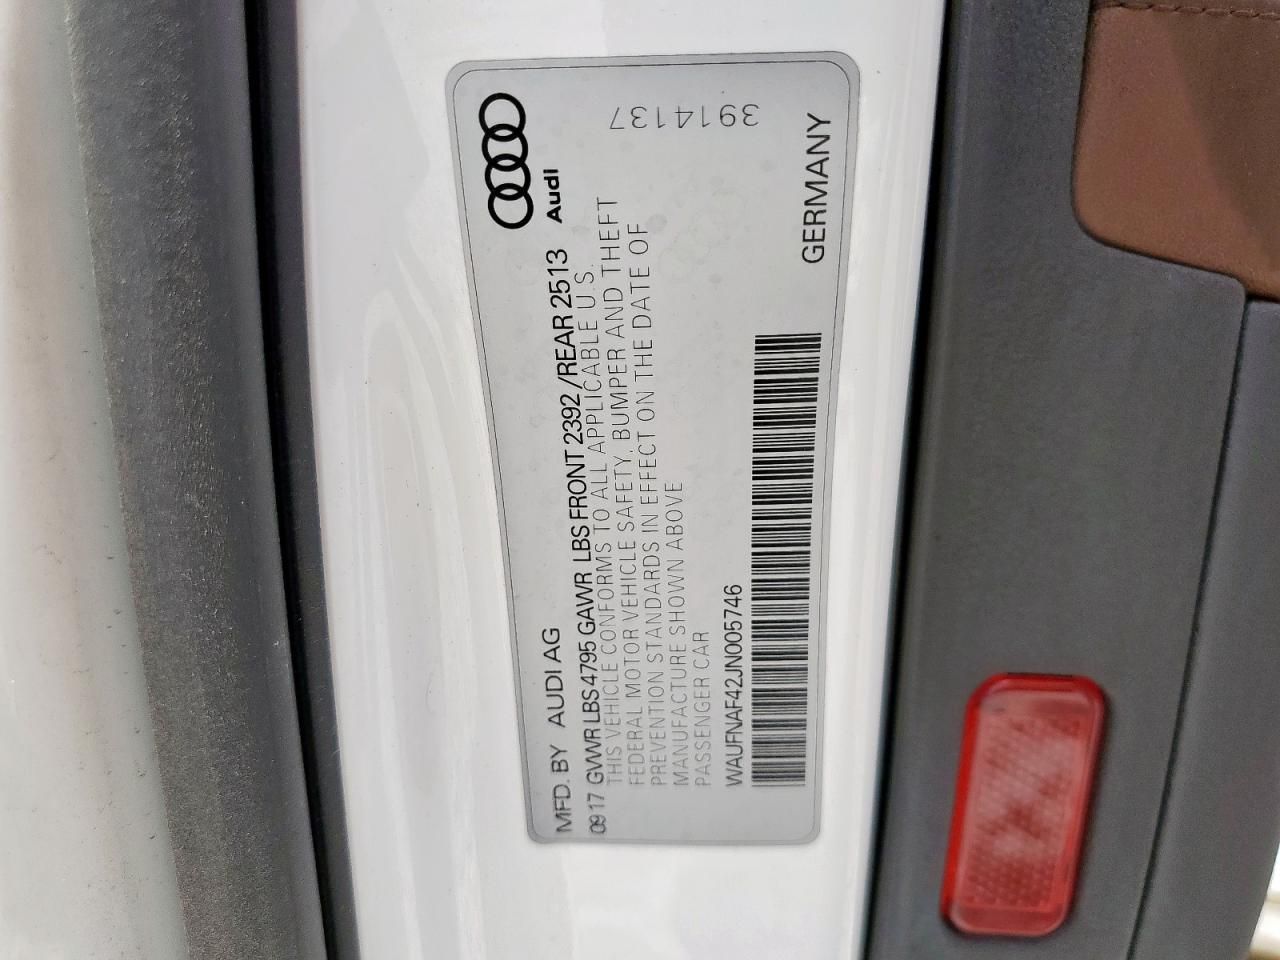 Audi
MFD. BY AUDI AG
09 17 GVWR LBS 4795 GAWR LBS FRONT 2392/REAR 2513
THIS VEHICLE CONFORMS TO ALL APPLICABLE U.S.
FEDERAL MOTOR VEHICLE SAFETY, BUMPER AND THEFT
PREVENTION STANDARDS IN EFFECT ON THE DATE OF
MANUFACTURE SHOWN ABOVE
PASSENGER CAR
3914137
WAUFNAF42JN005746
GERMANY